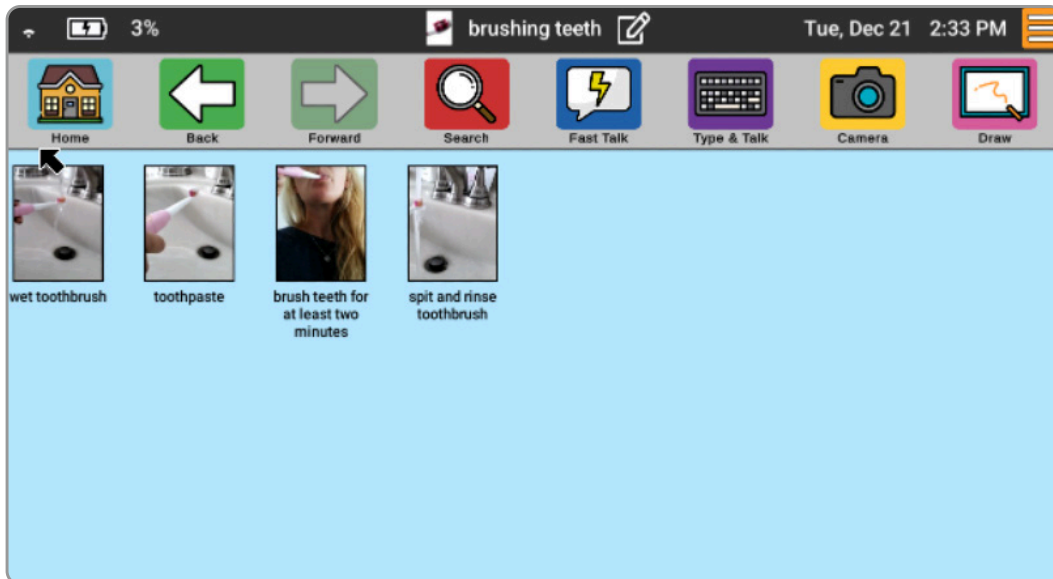 3%
brushing teeth
Tue, Dec 21 2:33 PM
Home
Back
Forward
Search
Fast Talk
Type & Talk
Camera
Draw
wet toothbrush
toothpaste
brush teeth for
at least two
minutes
spit and rinse
toothbrush